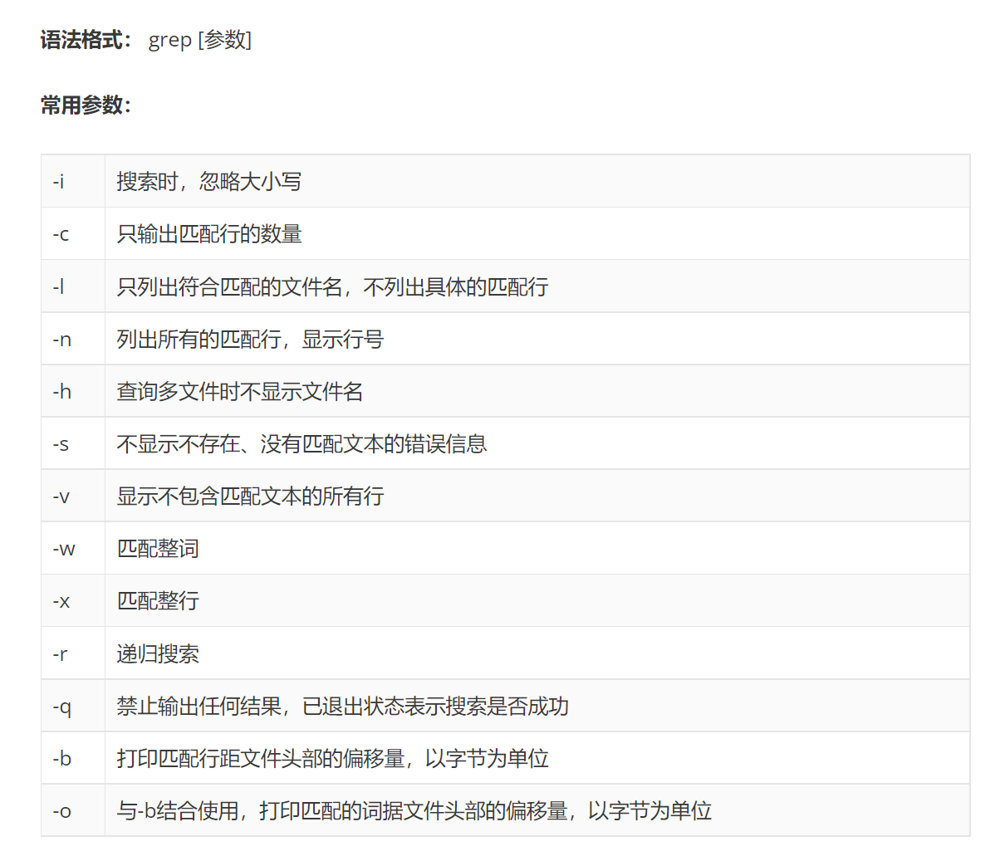 语法格式： grep [参数]
常用参数：
-i 搜索时，忽略大小写
-c 只输出匹配行的数量
-l 只列出符合匹配的文件名，不列出具体的匹配行
-n 列出所有的匹配行，显示行号
-h 查询多文件时不显示文件名
-s 不显示不存在、没有匹配文本的错误信息
-v 显示不包含匹配文本的所有行
-w 匹配整词
-x 匹配整行
-r 递归搜索
-q 禁止输出任何结果，已退出状态表示搜索是否成功
-b 打印匹配行距文件头部的偏移量，以字节为单位
-o 与-b结合使用，打印匹配的词据文件头部的偏移量，以字节为单位